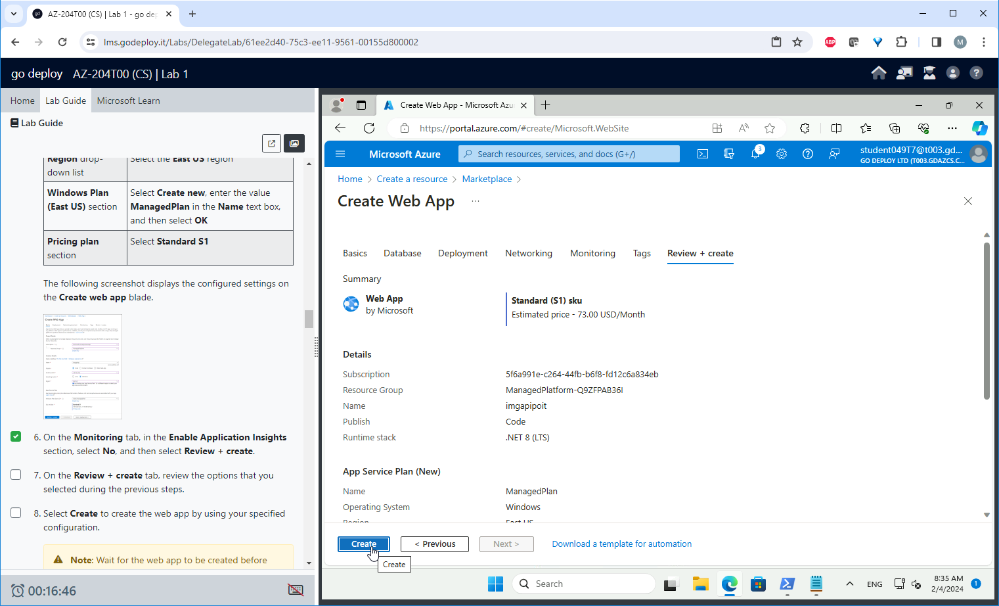 AZ-204T00 (CS) | Lab 1 - go de
lms.godeploy.it/Labs/DelegateLab/61ee2d40-75c3-ee11-9561-00155d800002
ABP
M
go deploy AZ-204T00 (CS) | Lab 1
Home Lab Guide Microsoft Learn
Lab Guide
Region drop-
down list
Select the East US region
Windows Plan
(East US) section
Select Create new, enter the value
ManagedPlan in the Name text box,
and then select OK
Pricing plan
section
Select Standard S1
The following screenshot displays the configured settings on
the Create web app blade.
6. On the Monitoring tab, in the Enable Application Insights
section, select No, and then select Review + create.
7. On the Review + create tab, review the options that you
selected during the previous steps.
8. Select Create to create the web app by using your specified
configuration.
Note: Wait for the web app to be created before
00:16:46
Create Web App - Microsoft Azu
https://portal.azure.com/#create/Microsoft.WebSite
Microsoft Azure
Search resources, services, and docs (G+/)
3
student049T7@t003.gd...
GO DEPLOY LTD (T003.GDAZCS.C...
Home > Create a resource > Marketplace >
Create Web App ...
Basics Database Deployment Networking Monitoring Tags Review + create
Summary
Web App
by Microsoft
Standard (S1) sku
Estimated price - 73.00 USD/Month
Details
Subscription 5f6a991e-c264-44fb-b6f8-fd12c6a834eb
Resource Group ManagedPlatform-Q9ZFPAB36I
Name imgapipoit
Publish Code
Runtime stack .NET 8 (LTS)
App Service Plan (New)
Name ManagedPlan
Operating System Windows
Region East US
Create < Previous Next > Download a template for automation
Create
Search
ENG
8:35 AM
2/4/2024
1